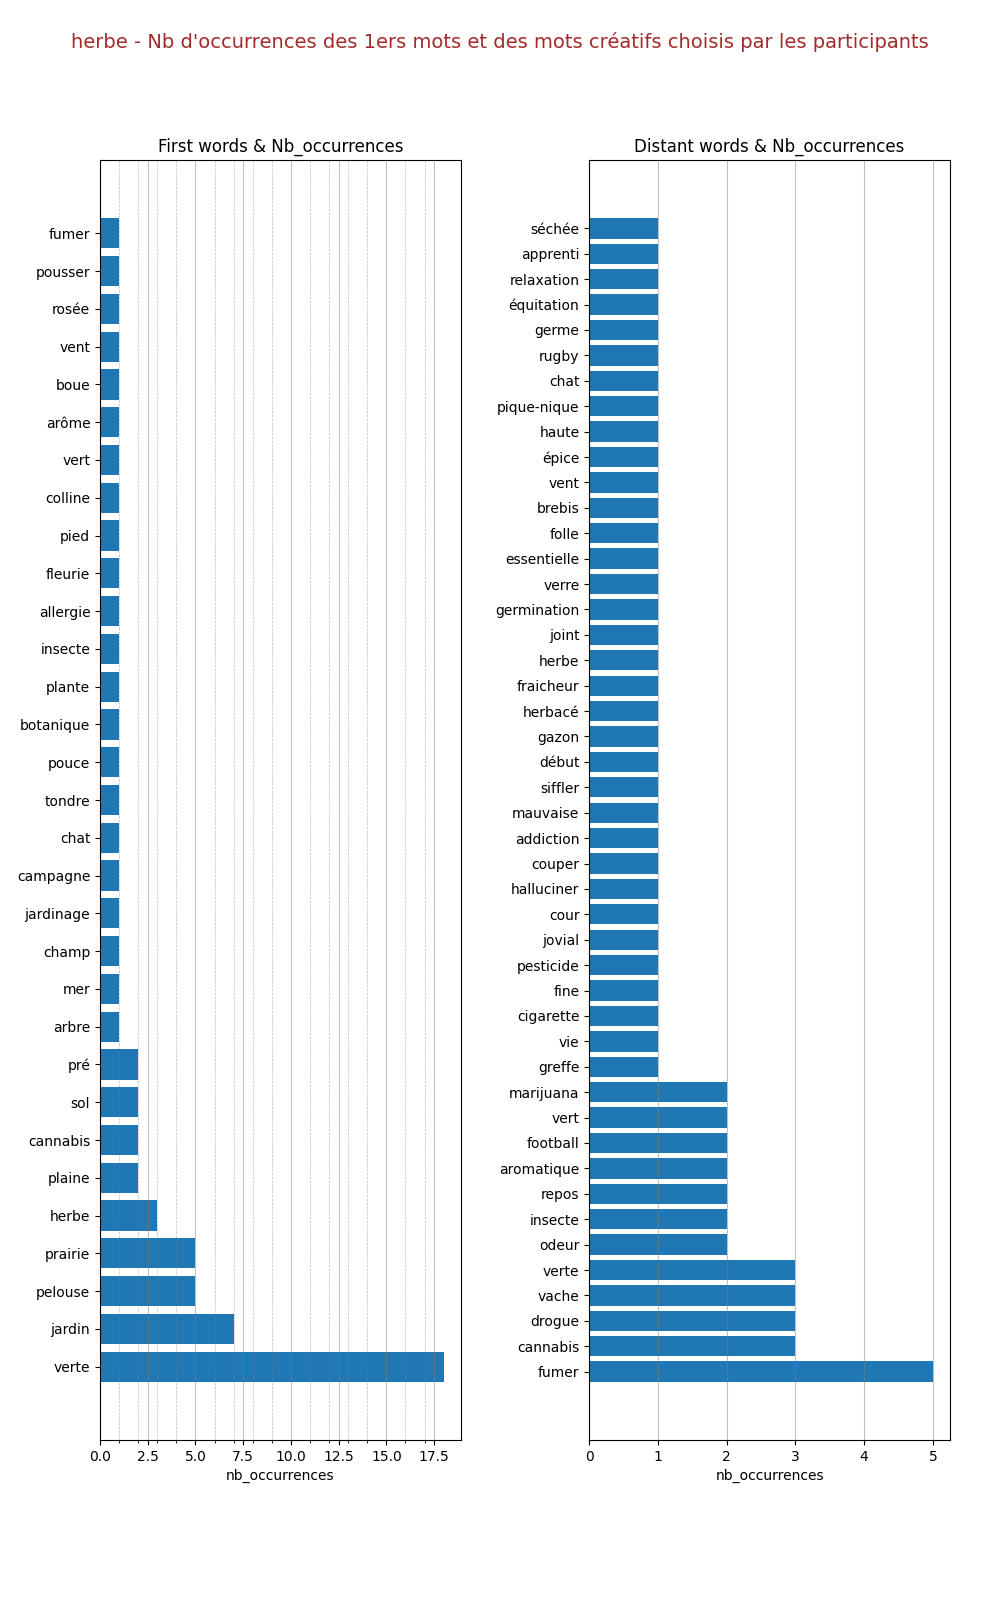 herbe - Nb d'occurrences des 1ers mots et des mots créatifs choisis par les participants
First words & Nb_occurrences
fumer
pousser
rosée
vent
boue
arôme
vert
colline
pied
fleurie
allergie
insecte
plante
botanique
pouce
tondre
chat
campagne
jardinage
champ
mer
arbre
pré
sol
cannabis
plaine
herbe
prairie
pelouse
jardin
verte
0.0 2.5 5.0 7.5 10.0 12.5 15.0 17.5
nb_occurrences
Distant words & Nb_occurrences
séchée
apprenti
relaxation
équitation
germe
rugby
chat
pique-nique
haute
épice
vent
brebis
folle
essentielle
verre
germination
joint
herbe
fraicheur
herbacé
gazon
début
siffler
mauvaise
addiction
couper
halluciner
cour
jovial
pesticide
fine
cigarette
vie
greffe
marijuana
vert
football
aromatique
repos
insecte
odeur
verte
vache
drogue
cannabis
fumer
0 1 2 3 4 5
nb_occurrences